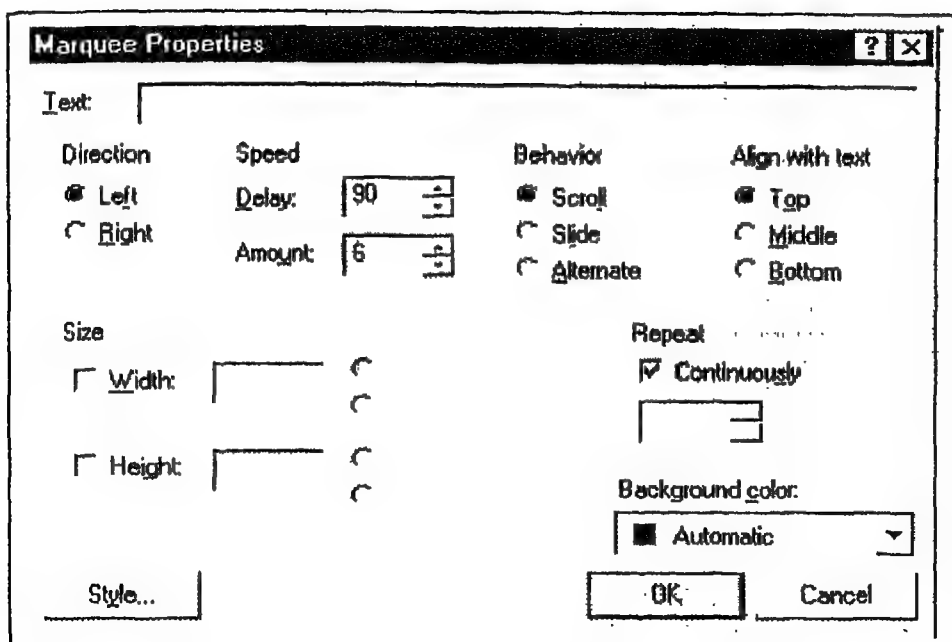 Marquee Properties
Text:
Direction
Left
Right
Speed
Delay: 90
Amount: 6
Behavior
Scroll
Slide
Alternate
Align with text
Top
Middle
Bottom
Size
Width:
Height:
Repeat
Continuously
Background color:
Automatic
Style...
OK
Cancel